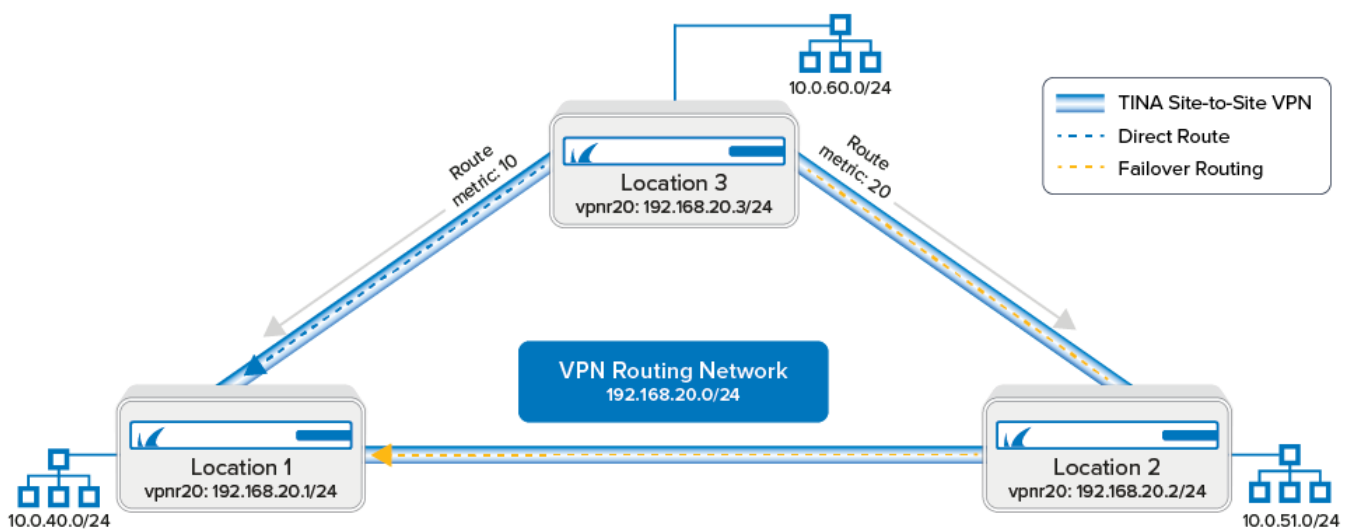 10.0.60.0/24
TINA Site-to-Site VPN
Direct Route
Failover Routing
Route
metric: 10
Route
metric: 20
Location 3
vpnr20: 192.168.20.3/24
VPN Routing Network
192.168.20.0/24
Location 1
vpnr20: 192.168.20.1/24
10.0.40.0/24
Location 2
vpnr20: 192.168.20.2/24
10.0.51.0/24